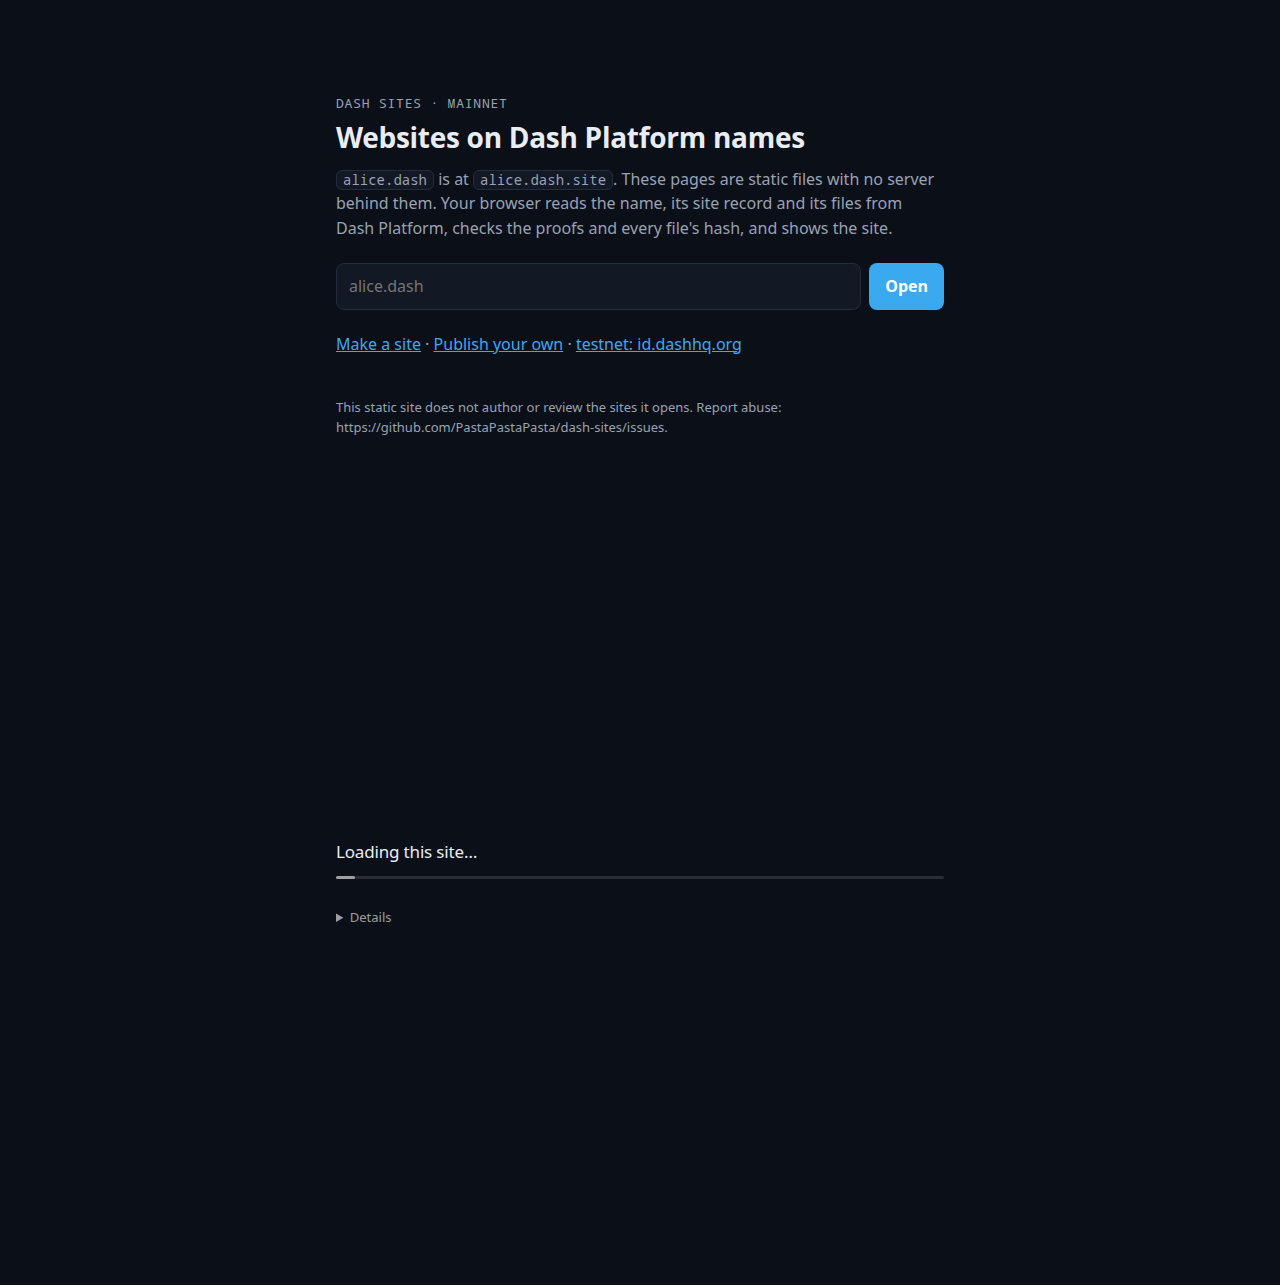 DASH SITES · MAINNET
Websites on Dash Platform names
alice.dash is at alice.dash.site. These pages are static files with no server
behind them. Your browser reads the name, its site record and its files from
Dash Platform, checks the proofs and every file's hash, and shows the site.
alice.dash
Open
Make a site · Publish your own · testnet: id.dashhq.org
This static site does not author or review the sites it opens. Report abuse:
https://github.com/PastaPastaPasta/dash-sites/issues.
Loading this site…
Details